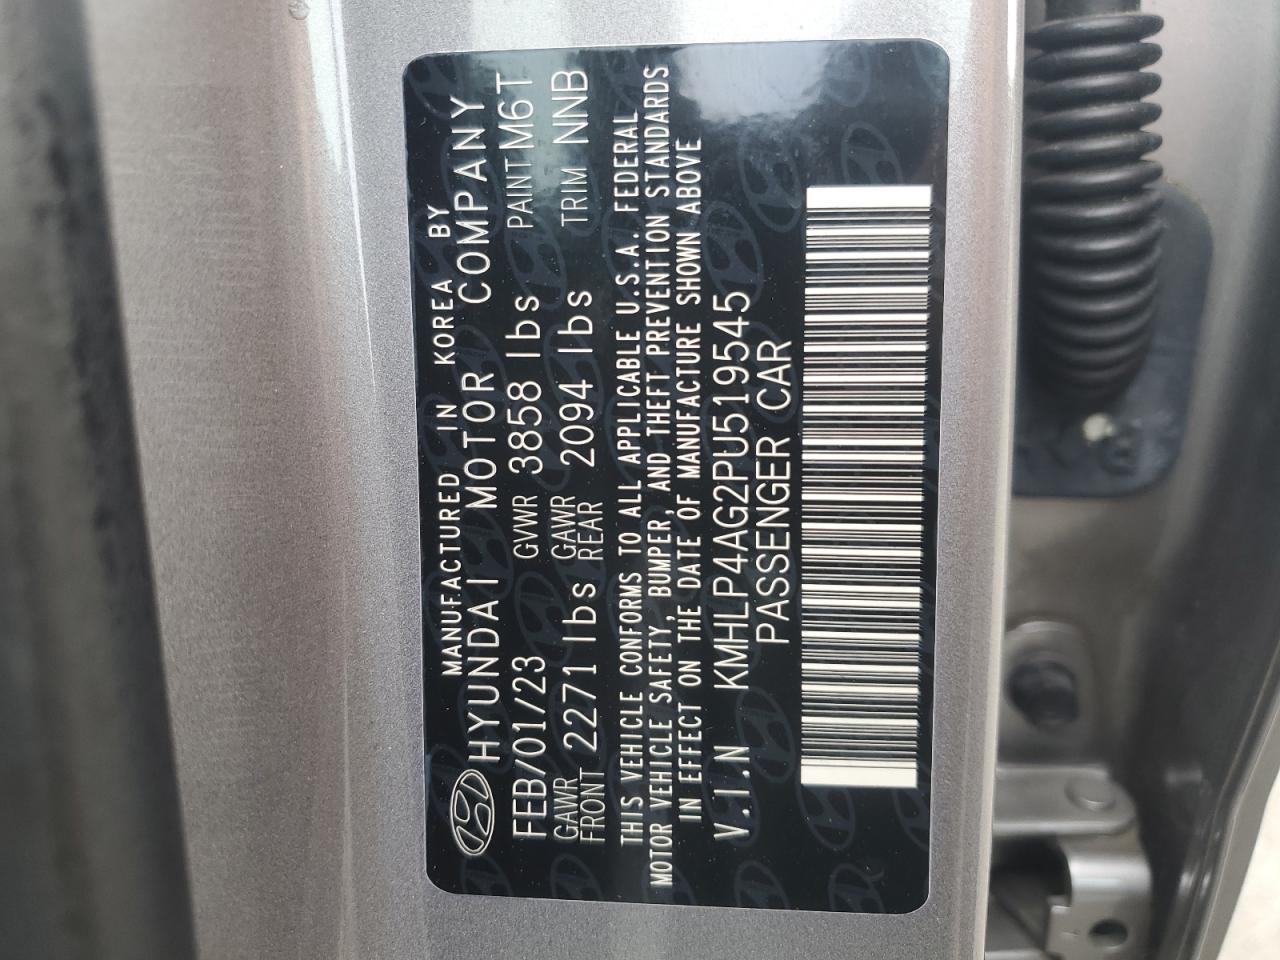 MANUFACTURED IN KOREA BY
HYUNDAI MOTOR COMPANY
FEB/01/23 GVWR 3858 lbs PAINT M6T
GAWR FRONT 2271 lbs GAWR REAR 2094 lbs TRIM NNB
THIS VEHICLE CONFORMS TO ALL APPLICABLE U.S.A. FEDERAL
MOTOR VEHICLE SAFETY, BUMPER, AND THEFT PREVENTION STANDARDS
IN EFFECT ON THE DATE OF MANUFACTURE SHOWN ABOVE
V.I.N KMHLP4AG2PU519545
PASSENGER CAR